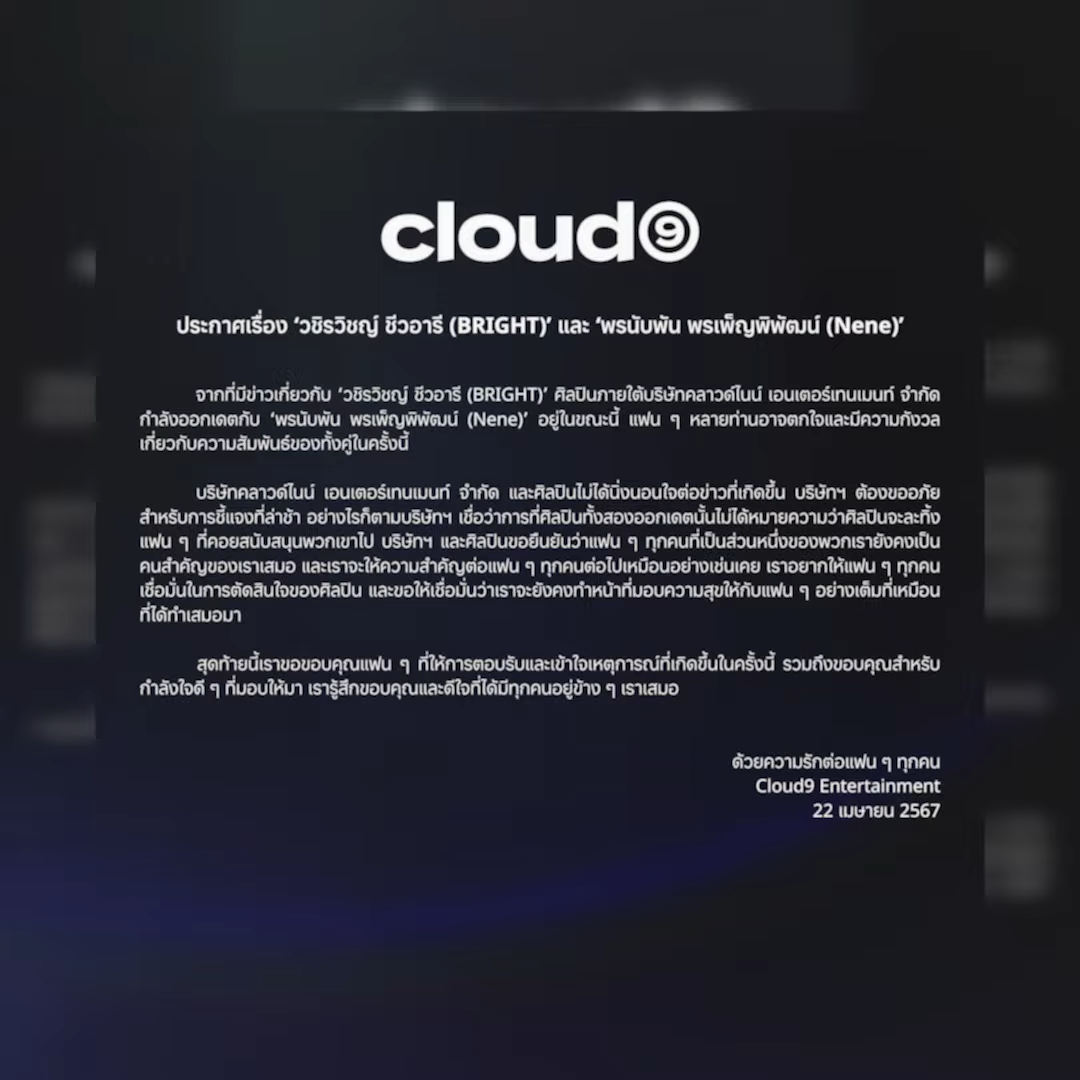 cloud9
ประกาศเรื่อง ‘วชิรวิชญ์ ชีวอารี (BRIGHT)’ และ ‘พรนับพัน พรเพ็ญพิพัฒน์ (Nene)’
จากที่มีข่าวเกี่ยวกับ ‘วชิรวิชญ์ ชีวอารี (BRIGHT)’ ศิลปินภายใต้บริษัทคลาวด์ไนน์ เอนเตอร์เทนเมนท์ จำกัด
กำลังออกเดตกับ ‘พรนับพัน พรเพ็ญพิพัฒน์ (Nene)’ อยู่ในขณะนี้ แฟน ๆ หลายท่านอาจตกใจและมีความกังวล
เกี่ยวกับความสัมพันธ์ของทั้งคู่ในครั้งนี้
บริษัทคลาวด์ไนน์ เอนเตอร์เทนเมนท์ จำกัด และศิลปินไม่ได้นิ่งนอนใจต่อข่าวที่เกิดขึ้น บริษัทฯ ต้องขออภัย
สำหรับการชี้แจงที่ล่าช้า อย่างไรก็ตามบริษัทฯ เชื่อว่าการที่ศิลปินทั้งสองออกเดตนั้นไม่ได้หมายความว่าศิลปินจะละทิ้ง
แฟน ๆ ที่คอยสนับสนุนพวกเขาไป บริษัทฯ และศิลปินขอยืนยันว่าแฟน ๆ ทุกคนที่เป็นส่วนหนึ่งของพวกเรายังคงเป็น
คนสำคัญของเราเสมอ และเราจะให้ความสำคัญต่อแฟน ๆ ทุกคนต่อไปเหมือนอย่างเช่นเคย เราอยากให้แฟน ๆ ทุกคน
เชื่อมั่นในการตัดสินใจของศิลปิน และขอให้เชื่อมั่นว่าเราจะยังคงทำหน้าที่มอบความสุขให้กับแฟน ๆ อย่างเต็มที่เหมือน
ที่ได้ทำเสมอมา
สุดท้ายนี้เราขอขอบคุณแฟน ๆ ที่ให้การตอบรับและเข้าใจเหตุการณ์ที่เกิดขึ้นในครั้งนี้ รวมถึงขอบคุณสำหรับ
กำลังใจดี ๆ ที่มอบให้มา เรารู้สึกขอบคุณและดีใจที่ได้มีทุกคนอยู่ข้าง ๆ เราเสมอ
ด้วยความรักต่อแฟน ๆ ทุกคน
Cloud9 Entertainment
22 เมษายน 2567